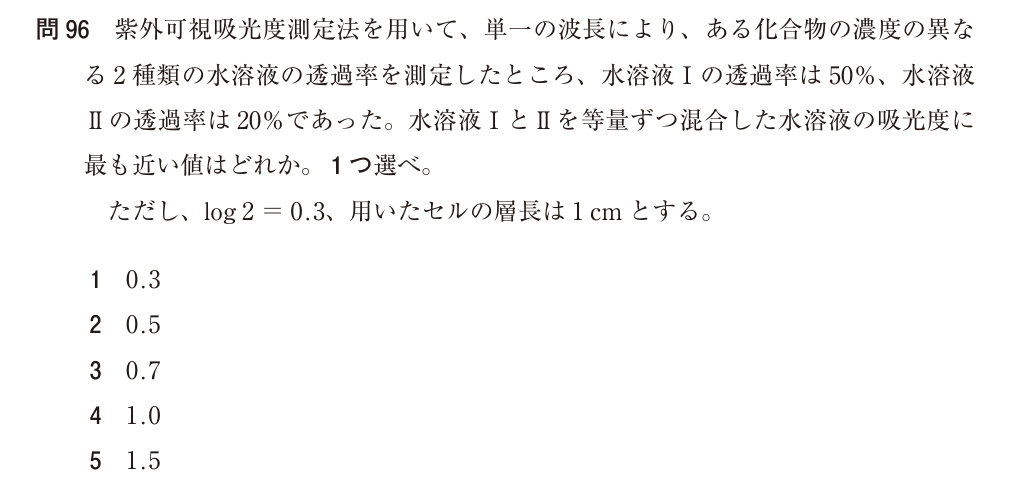 問96 紫外可視吸光度測定法を用いて、単一の波長により、ある化合物の濃度の異な
る2種類の水溶液の透過率を測定したところ、水溶液Ⅰの透過率は50%、水溶液
Ⅱの透過率は20%であった。水溶液ⅠとⅡを等量ずつ混合した水溶液の吸光度に
最も近い値はどれか。1つ選べ。
ただし、log 2 = 0.3、用いたセルの層長は1 cmとする。
1 0.3
2 0.5
3 0.7
4 1.0
5 1.5